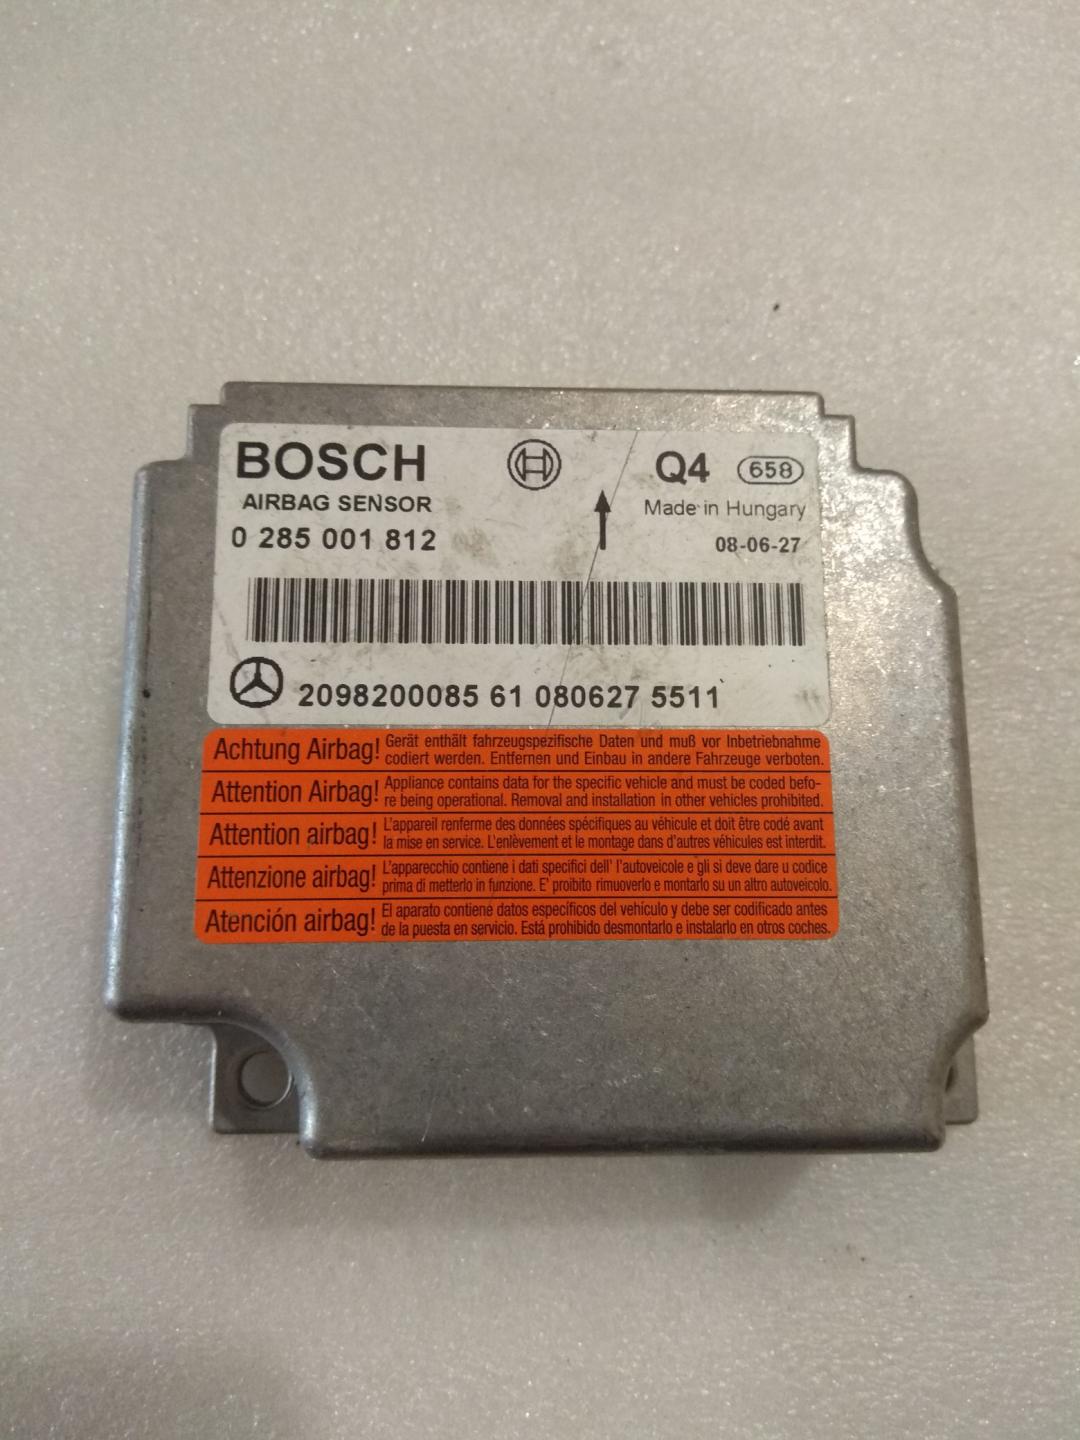 BOSCH
Q4 658
AIRBAG SENSOR
Made in Hungary
0 285 001 812
08-06-27
2098200085 61 080627 5511
Achtung Airbag! Gerät enthält fahrzeugspezifische Daten und muß vor Inbetriebnahme
codiert werden. Entfernen und Einbau in andere Fahrzeuge verboten.
Attention Airbag! Appliance contains data for the specific vehicle and must be coded befo-
re being operational. Removal and installation in other vehicles prohibited.
Attention airbag! L'appareil renferme des données spécifiques au véhicule et doit être codé avant
la mise en service. L'enlèvement et le montage dans d'autres véhicules est interdit.
Attenzione airbag! L'apparecchio contiene i dati specifici dell' l'autoveicole e gli si deve dare u codice
prima di metterlo in funzione. E' proibito rimuoverlo e montarlo su un altro autoveicolo.
Atención airbag! El aparato contiene datos específicos del vehículo y debe ser codificado antes
de la puesta en servicio. Está prohibido desmontarlo e instalarlo en otros coches.